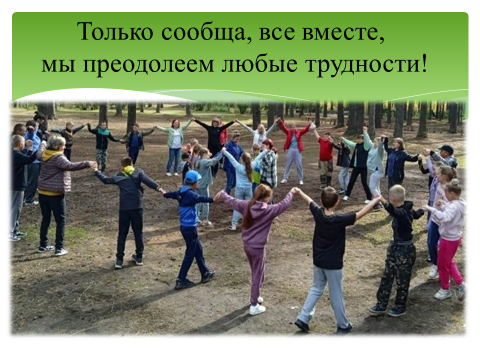 Только сообща, все вместе,
мы преодолеем любые трудности!